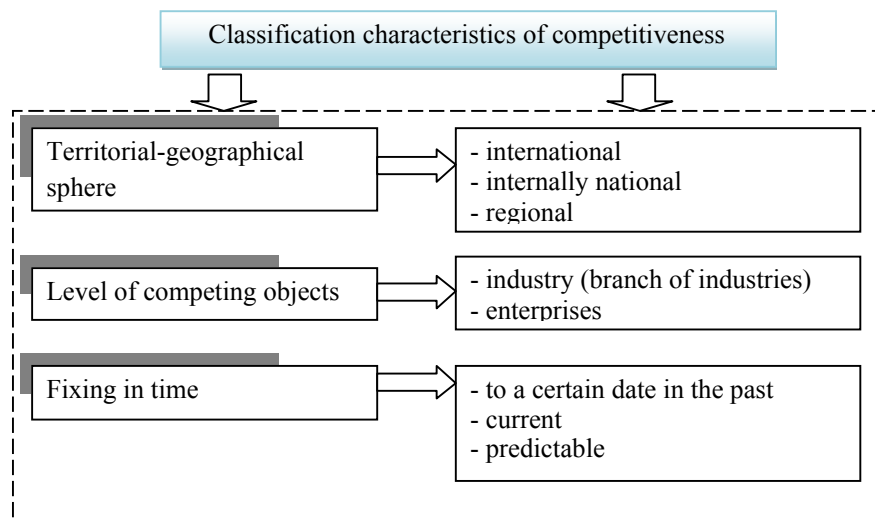 Classification characteristics of competitiveness
Territorial-geographical
sphere
- international
- internally national
- regional
Level of competing objects
- industry (branch of industries)
- enterprises
Fixing in time
- to a certain date in the past
- current
- predictable